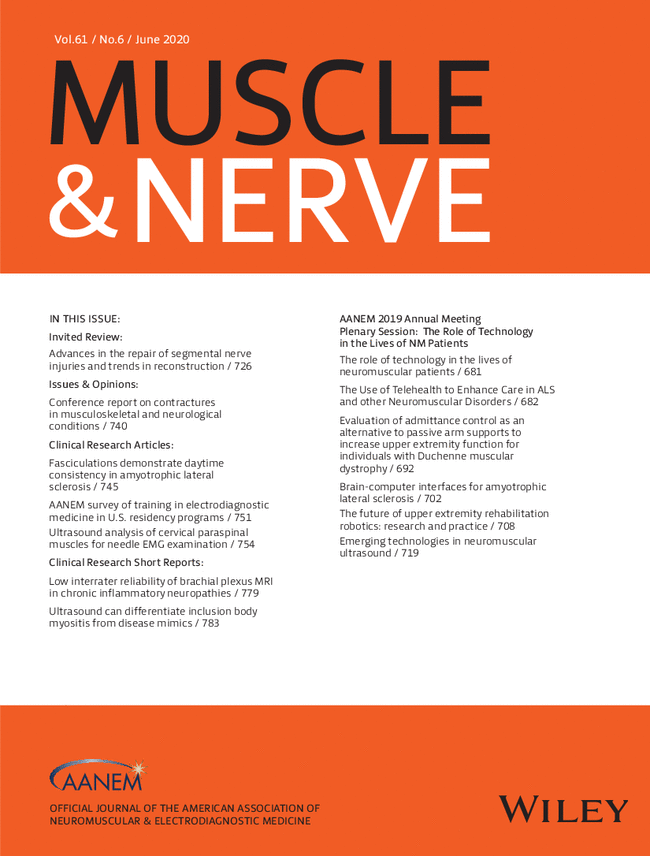 Vol.61 / No.6 / June 2020
MUSCLE
& NERVE
IN THIS ISSUE:
Invited Review:
Advances in the repair of segmental nerve
injuries and trends in reconstruction / 726
Issues & Opinions:
Conference report on contractures
in musculoskeletal and neurological
conditions / 740
Clinical Research Articles:
Fasciculations demonstrate daytime
consistency in amyotrophic lateral
sclerosis / 745
AANEM survey of training in electrodiagnostic
medicine in U.S. residency programs / 751
Ultrasound analysis of cervical paraspinal
muscles for needle EMG examination / 754
Clinical Research Short Reports:
Low interrater reliability of brachial plexus MRI
in chronic inflammatory neuropathies / 779
Ultrasound can differentiate inclusion body
myositis from disease mimics / 783
AANEM 2019 Annual Meeting
Plenary Session: The Role of Technology
in the Lives of NM Patients
The role of technology in the lives of
neuromuscular patients / 681
The Use of Telehealth to Enhance Care in ALS
and other Neuromuscular Disorders / 682
Evaluation of admittance control as an
alternative to passive arm supports to
increase upper extremity function for
individuals with Duchenne muscular
dystrophy / 692
Brain-computer interfaces for amyotrophic
lateral sclerosis / 702
The future of upper extremity rehabilitation
robotics: research and practice / 708
Emerging technologies in neuromuscular
ultrasound / 719
AANEM
OFFICIAL JOURNAL OF THE AMERICAN ASSOCIATION OF
NEUROMUSCULAR & ELECTRODIAGNOSTIC MEDICINE
WILEY